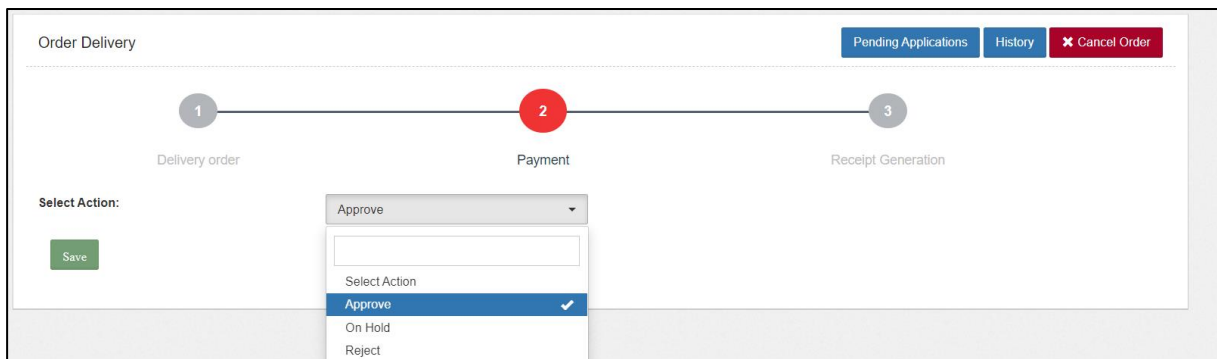 Order Delivery
Pending Applications
History
Cancel Order
1
2
3
Delivery order
Payment
Receipt Generation
Select Action:
Approve
Save
Select Action
Approve
On Hold
Reject